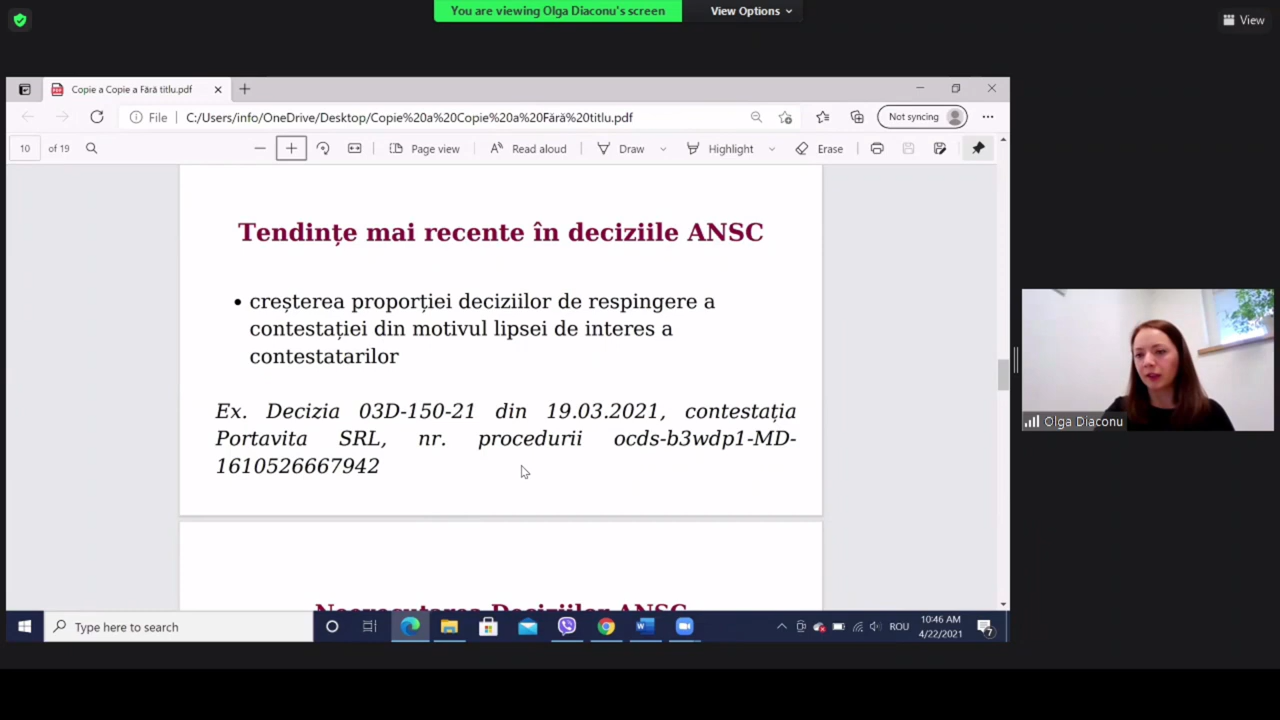 You are viewing Olga Diaconu's screen
View Options
View
Copie a Copie a Fără titlu.pdf
File
C:/Users/info/OneDrive/Desktop/Copie%20a%20Copie%20a%20Fără%20titlu.pdf
Not syncing
10 of 19
Page view
Read aloud
Draw
Highlight
Erase
Tendințe mai recente în deciziile ANSC
• creșterea proporției deciziilor de respingere a
contestației din motivul lipsei de interes a
contestatarilor
Ex. Decizia 03D-150-21 din 19.03.2021, contestația
Portavita SRL, nr. procedurii ocds-b3wdp1-MD-
1610526667942
Neexecutarea Deciziilor ANSC
Olga Diaconu
Type here to search
ROU
10:46 AM
4/22/2021
7